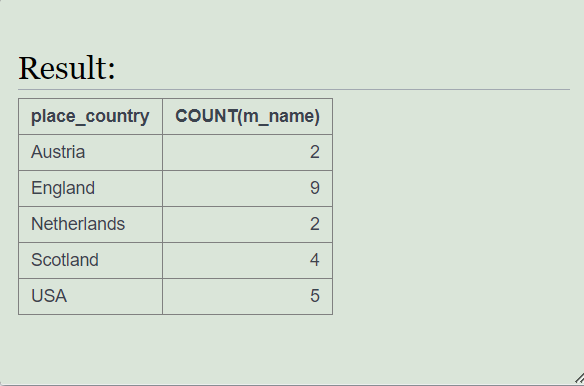 Result:
place_country COUNT(m_name)
Austria 2
England 9
Netherlands 2
Scotland 4
USA 5